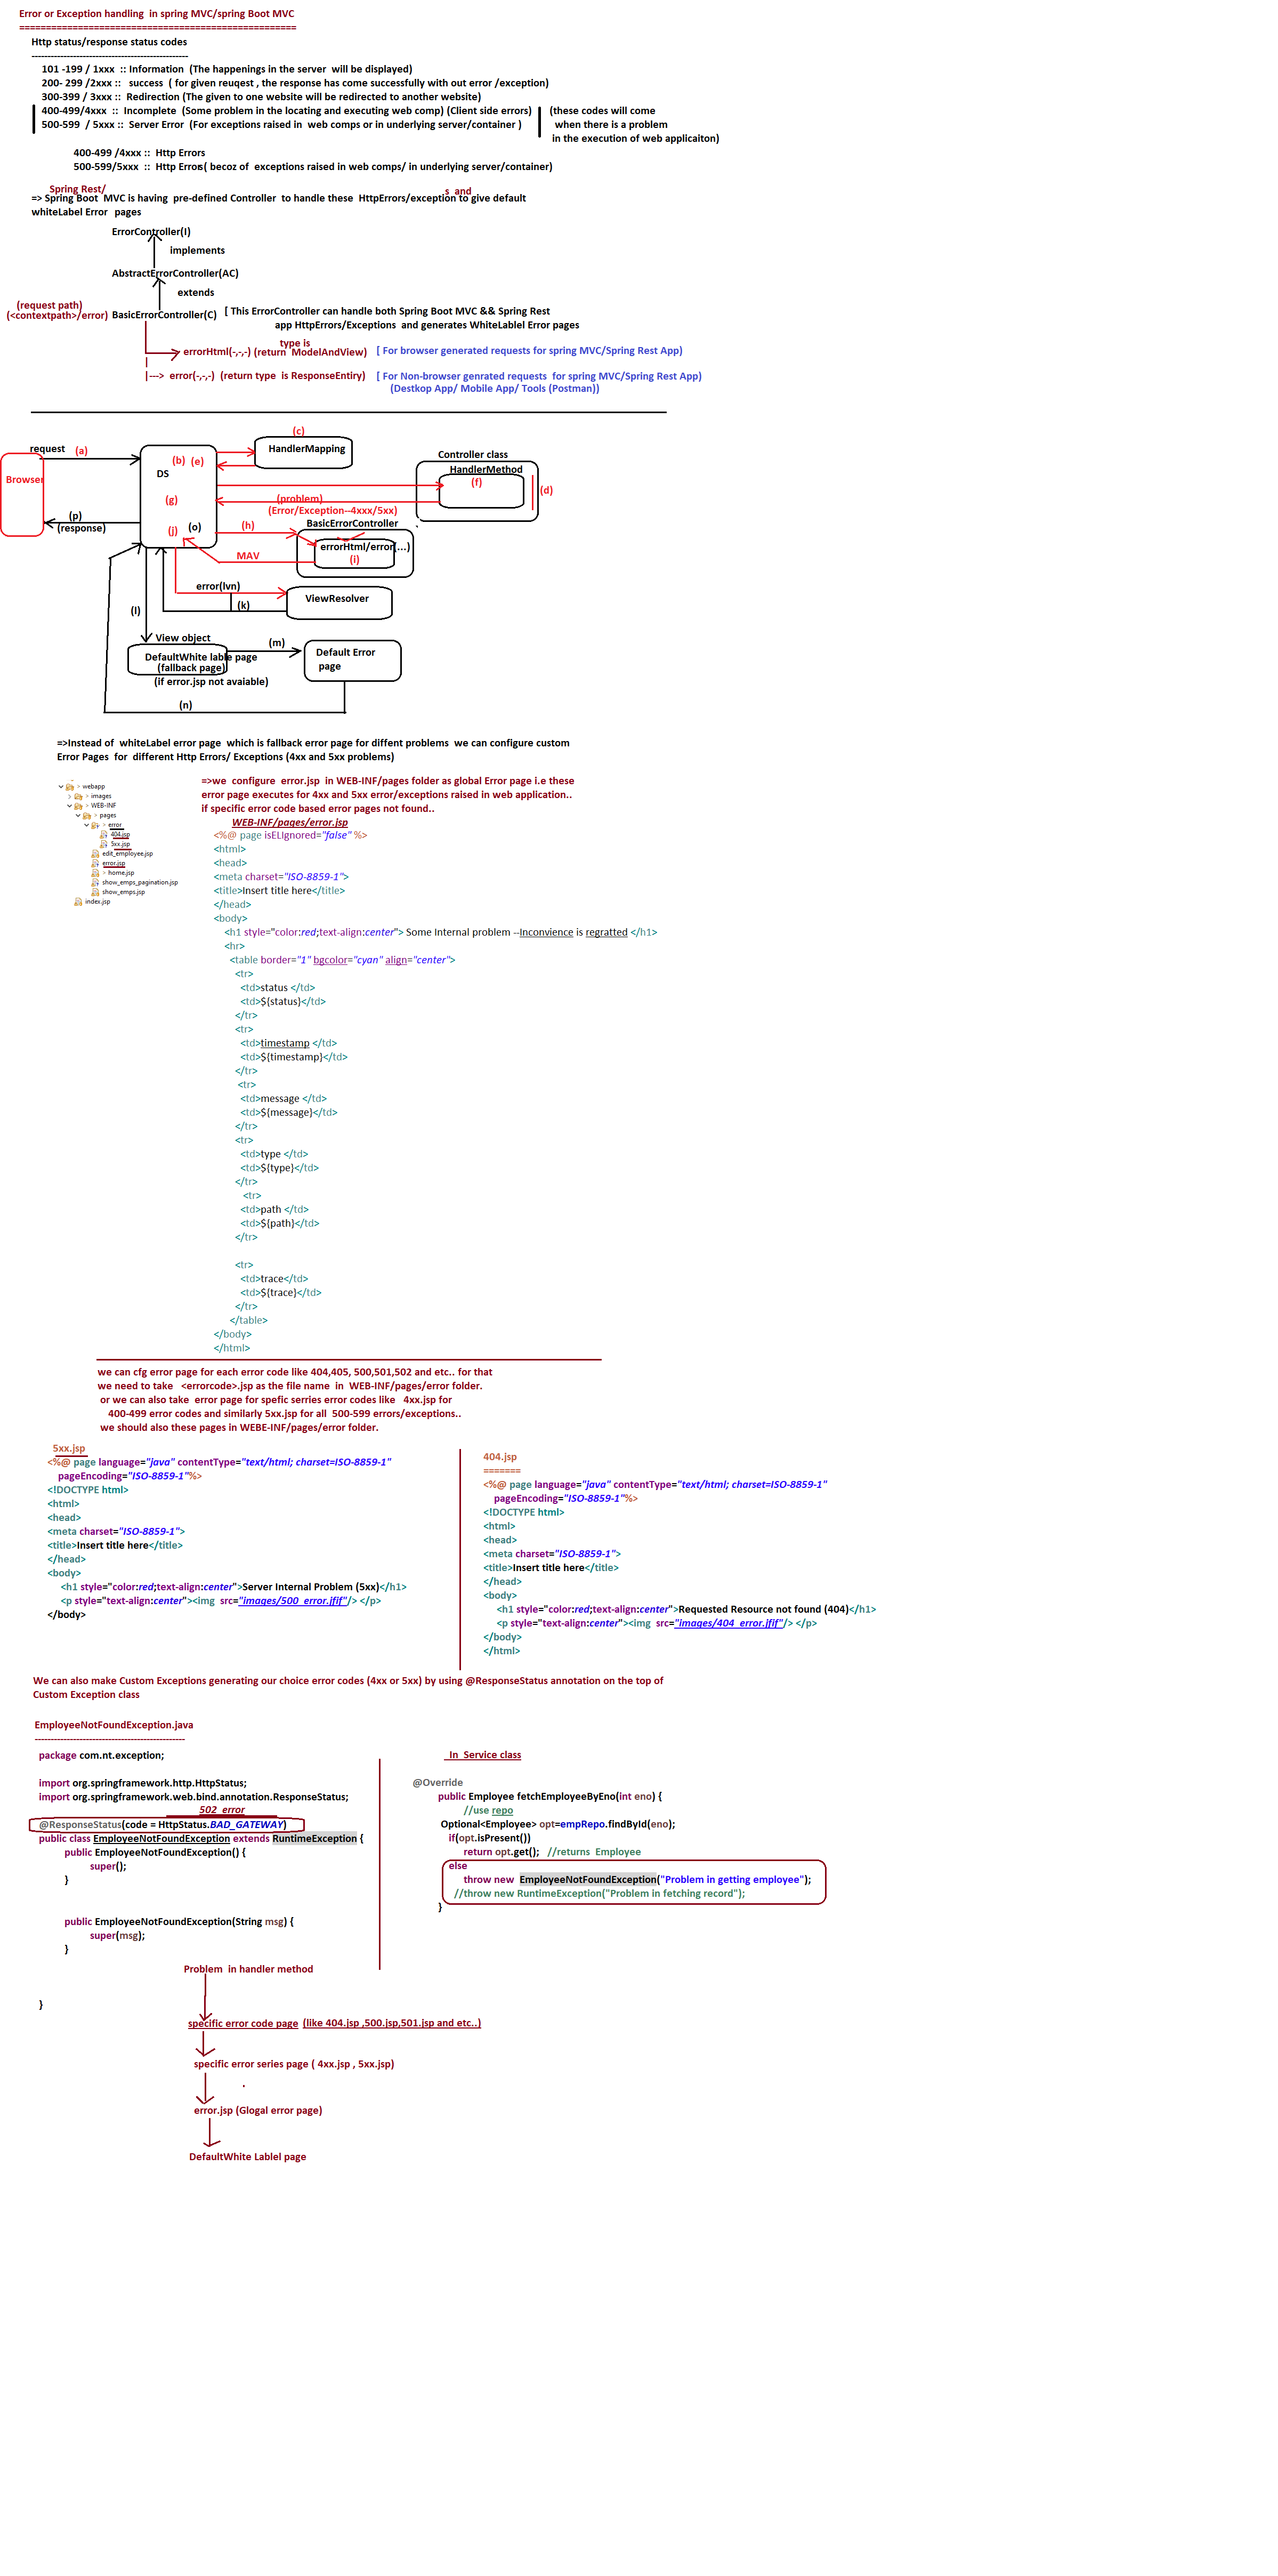 Error or Exception handling  in spring MVC/spring Boot MVC
====================================================
Http status/response status codes
------------------------------------------------
101 -199 / 1xxx  :: Information  (The happenings in the server  will be displayed)
200- 299 /2xxx ::   success  ( for given reuqest , the response has come successfully with out error /exception)
300-399 / 3xxx ::  Redirection (The given to one website will be redirected to another website)
400-499/4xxx  ::  Incomplete  (Some problem in the locating and executing web comp) (Client side errors)
500-599  / 5xxx ::  Server Error  (For exceptions raised in  web comps or in underlying server/container )
(these codes will come
when there is a problem
in the execution of web applicaiton)
400-499 /4xxx ::  Http Errors
500-599/5xxx  ::  Http Errors( becoz of  exceptions raised in web comps/ in underlying server/container)
Spring Rest/
s  and
=> Spring Boot  MVC is having  pre-defined Controller  to handle these  HttpErrors/exception to give default
whiteLabel Error   pages
ErrorController(I)
implements
AbstractErrorController(AC)
extends
(request path)
(<contextpath>/error)
BasicErrorController(C)
[ This ErrorController can handle both Spring Boot MVC && Spring Rest
app HttpErrors/Exceptions  and generates WhiteLablel Error pages
type is
errorHtml(-,-,-) (return  ModelAndView)
[ For browser generated requests for spring MVC/Spring Rest App)
|
|--->  error(-,-,-)  (return type  is ResponseEntiry)
[ For Non-browser genrated requests  for spring MVC/Spring Rest App)
(Destkop App/ Mobile App/ Tools (Postman))
request
(a)
Browser
(b)
(e)
DS
(c)
HandlerMapping
Controller class
HandlerMethod
(f)
(d)
(g)
(problem)
(Error/Exception--4xxx/5xx)
BasicErrorController
(p)
(response)
(j)
(o)
(h)
errorHtml/error(...)
(i)
MAV
error(lvn)
(k)
ViewResolver
(l)
View object
DefaultWhite lable page
(fallback page)
(if error.jsp not avaiable)
(m)
Default Error
page
(n)
=>Instead of  whiteLabel error page  which is fallback error page for diffent problems  we can configure custom
Error Pages  for  different Http Errors/ Exceptions (4xx and 5xx problems)
> webapp
> images
> WEB-INF
> pages
> error
404.jsp
5xx.jsp
edit_employee.jsp
error.jsp
> home.jsp
show_emps_pagination.jsp
show_emps.jsp
index.jsp
=>we  configure  error.jsp  in WEB-INF/pages folder as global Error page i.e these
error page executes for 4xx and 5xx error/exceptions raised in web application..
if specific error code based error pages not found..
WEB-INF/pages/error.jsp
<%@ page isELIgnored="false" %>
<html>
<head>
<meta charset="ISO-8859-1">
<title>Insert title here</title>
</head>
<body>
<h1 style="color:red;text-align:center"> Some Internal problem --Inconvience is regratted </h1>
<hr>
<table border="1" bgcolor="cyan" align="center">
<tr>
<td>status </td>
<td>${status}</td>
</tr>
<tr>
<td>timestamp </td>
<td>${timestamp}</td>
</tr>
<tr>
<td>message </td>
<td>${message}</td>
</tr>
<tr>
<td>type </td>
<td>${type}</td>
</tr>
<tr>
<td>path </td>
<td>${path}</td>
</tr>
<tr>
<td>trace</td>
<td>${trace}</td>
</tr>
</table>
</body>
</html>
we can cfg error page for each error code like 404,405, 500,501,502 and etc.. for that
we need to take   <errorcode>.jsp as the file name  in  WEB-INF/pages/error folder.
or we can also take  error page for spefic serries error codes like   4xx.jsp for
400-499 error codes and similarly 5xx.jsp for all  500-599 errors/exceptions..
we should also these pages in WEBE-INF/pages/error folder.
5xx.jsp
<%@ page language="java" contentType="text/html; charset=ISO-8859-1"
pageEncoding="ISO-8859-1"%>
<!DOCTYPE html>
<html>
<head>
<meta charset="ISO-8859-1">
<title>Insert title here</title>
</head>
<body>
<h1 style="color:red;text-align:center">Server Internal Problem (5xx)</h1>
<p style="text-align:center"><img  src="images/500_error.jfif"/> </p>
</body>
404.jsp
=======
<%@ page language="java" contentType="text/html; charset=ISO-8859-1"
pageEncoding="ISO-8859-1"%>
<!DOCTYPE html>
<html>
<head>
<meta charset="ISO-8859-1">
<title>Insert title here</title>
</head>
<body>
<h1 style="color:red;text-align:center">Requested Resource not found (404)</h1>
<p style="text-align:center"><img  src="images/404_error.jfif"/> </p>
</body>
</html>
We can also make Custom Exceptions generating our choice error codes (4xx or 5xx) by using @ResponseStatus annotation on the top of
Custom Exception class
EmployeeNotFoundException.java
----------------------------------------------
package com.nt.exception;
import org.springframework.http.HttpStatus;
import org.springframework.web.bind.annotation.ResponseStatus;
502_error
@ResponseStatus(code = HttpStatus.BAD_GATEWAY)
public class EmployeeNotFoundException extends RuntimeException {
public EmployeeNotFoundException() {
super();
}
public EmployeeNotFoundException(String msg) {
super(msg);
}
}
In  Service class
@Override
public Employee fetchEmployeeByEno(int eno) {
//use repo
Optional<Employee> opt=empRepo.findById(eno);
if(opt.isPresent())
return opt.get();   //returns  Employee
else
throw new  EmployeeNotFoundException("Problem in getting employee");
//throw new RuntimeException("Problem in fetching record");
}
Problem  in handler method
specific error code page  (like 404.jsp ,500.jsp,501.jsp and etc..)
specific error series page ( 4xx.jsp , 5xx.jsp)
error.jsp (Glogal error page)
DefaultWhite Lablel page